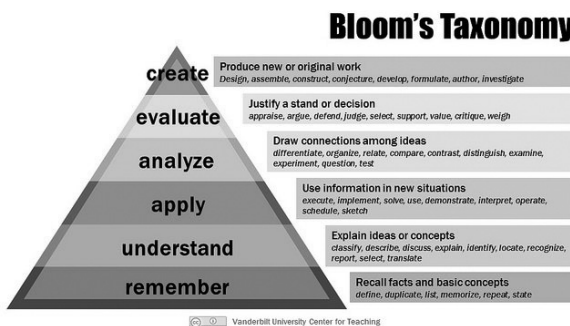 Bloom's Taxonomy
create
Produce new or original work
Design, assemble, construct, conjecture, develop, formulate, author, investigate
evaluate
Justify a stand or decision
appraise, argue, defend, judge, select, support, value, critique, weigh
analyze
Draw connections among ideas
differentiate, organize, relate, compare, contrast, distinguish, examine,
experiment, question, test
apply
Use information in new situations
execute, implement, solve, use, demonstrate, interpret, operate,
schedule, sketch
understand
Explain ideas or concepts
classify, describe, discuss, explain, identify, locate, recognize,
report, select, translate
remember
Recall facts and basic concepts
define, duplicate, list, memorize, repeat, state
cc
Vanderbilt University Center for Teaching